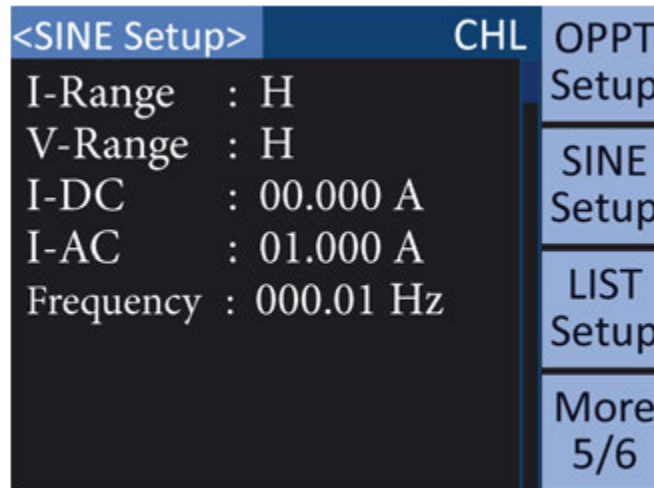 <SINE Setup>
CHL
I-Range : H
V-Range : H
I-DC : 00.000 A
I-AC : 01.000 A
Frequency : 000.01 Hz
OPPT
Setup
SINE
Setup
LIST
Setup
More
5/6